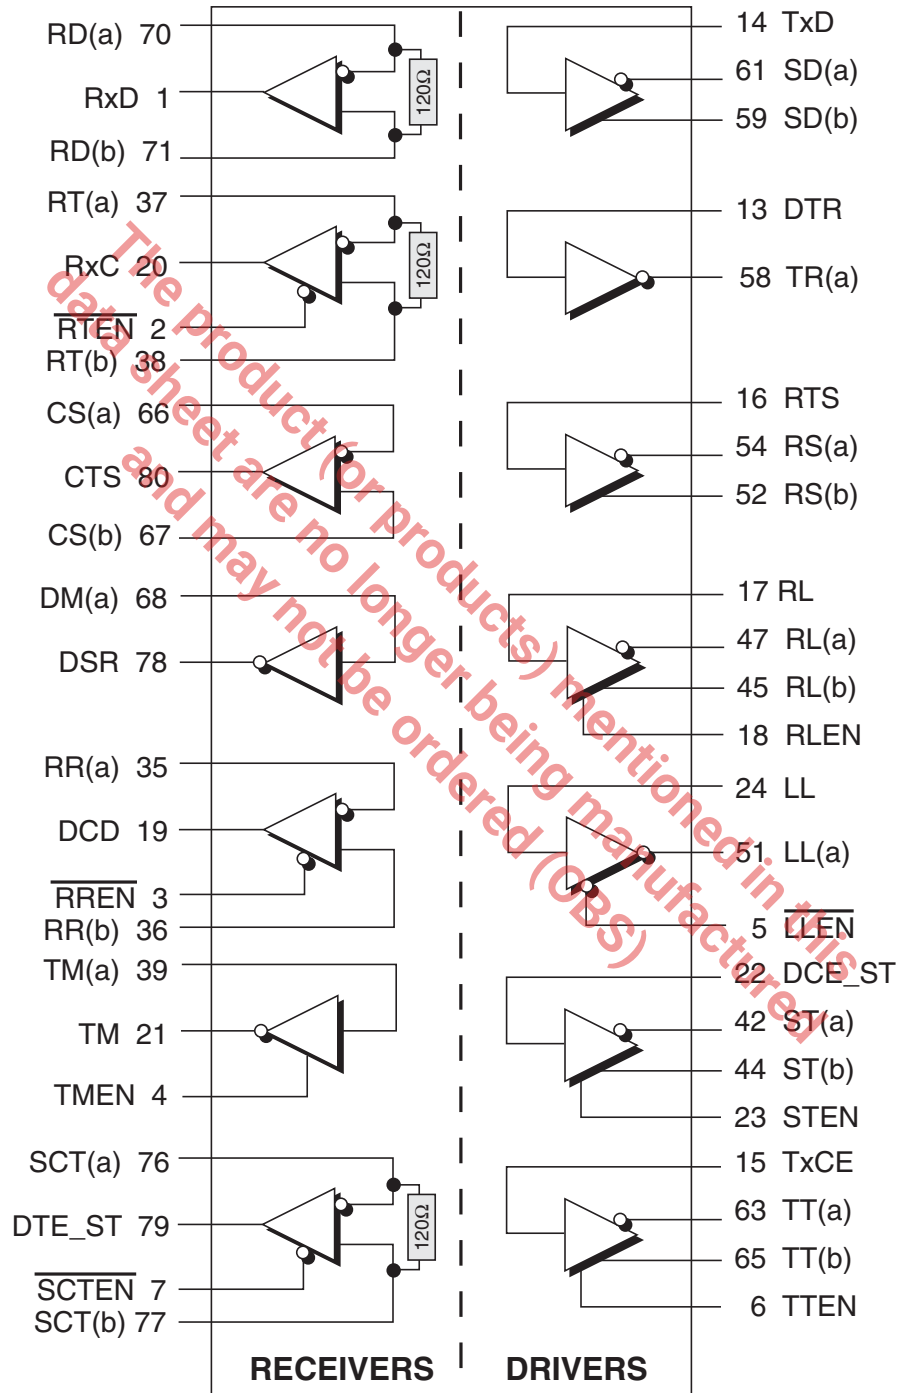 RD(a) 70
RxD 1
RD(b) 71
120Ω
RT(a) 37
RxC 20
RTEN 2
RT(b) 38
120Ω
CS(a) 66
CTS 80
CS(b) 67
DM(a) 68
DSR 78
RR(a) 35
DCD 19
RREN 3
RR(b) 36
TM(a) 39
TM 21
TMEN 4
SCT(a) 76
DTE_ST 79
SCTEN 7
SCT(b) 77
120Ω
RECEIVERS
14 TxD
61 SD(a)
59 SD(b)
13 DTR
58 TR(a)
16 RTS
54 RS(a)
52 RS(b)
17 RL
47 RL(a)
45 RL(b)
18 RLEN
24 LL
51 LL(a)
5 LLEN
22 DCE_ST
42 ST(a)
44 ST(b)
23 STEN
15 TxCE
63 TT(a)
65 TT(b)
6 TTEN
DRIVERS
The product (or products) mentioned in this
data sheet are no longer being manufactured
and may not be ordered (OBS)